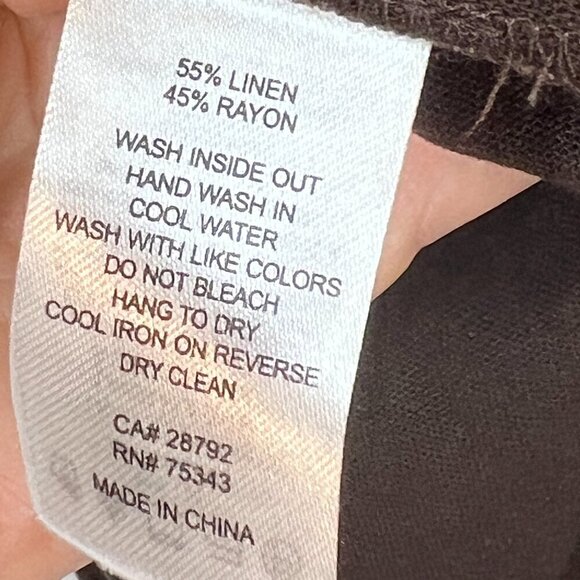 55% LINEN
45% RAYON
WASH INSIDE OUT
HAND WASH IN
COOL WATER
WASH WITH LIKE COLORS
DO NOT BLEACH
HANG TO DRY
COOL IRON ON REVERSE
DRY CLEAN
CA# 28792
RN# 75343
MADE IN CHINA